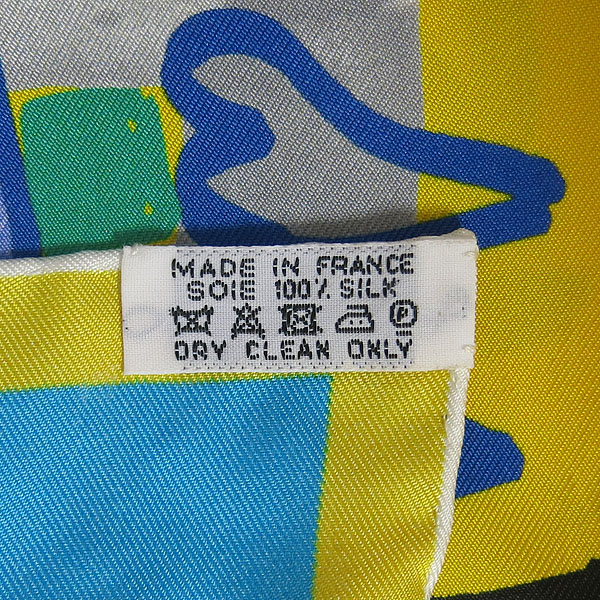 MADE IN FRANCE
SOIE 100% SILK
P
DRY CLEAN ONLY